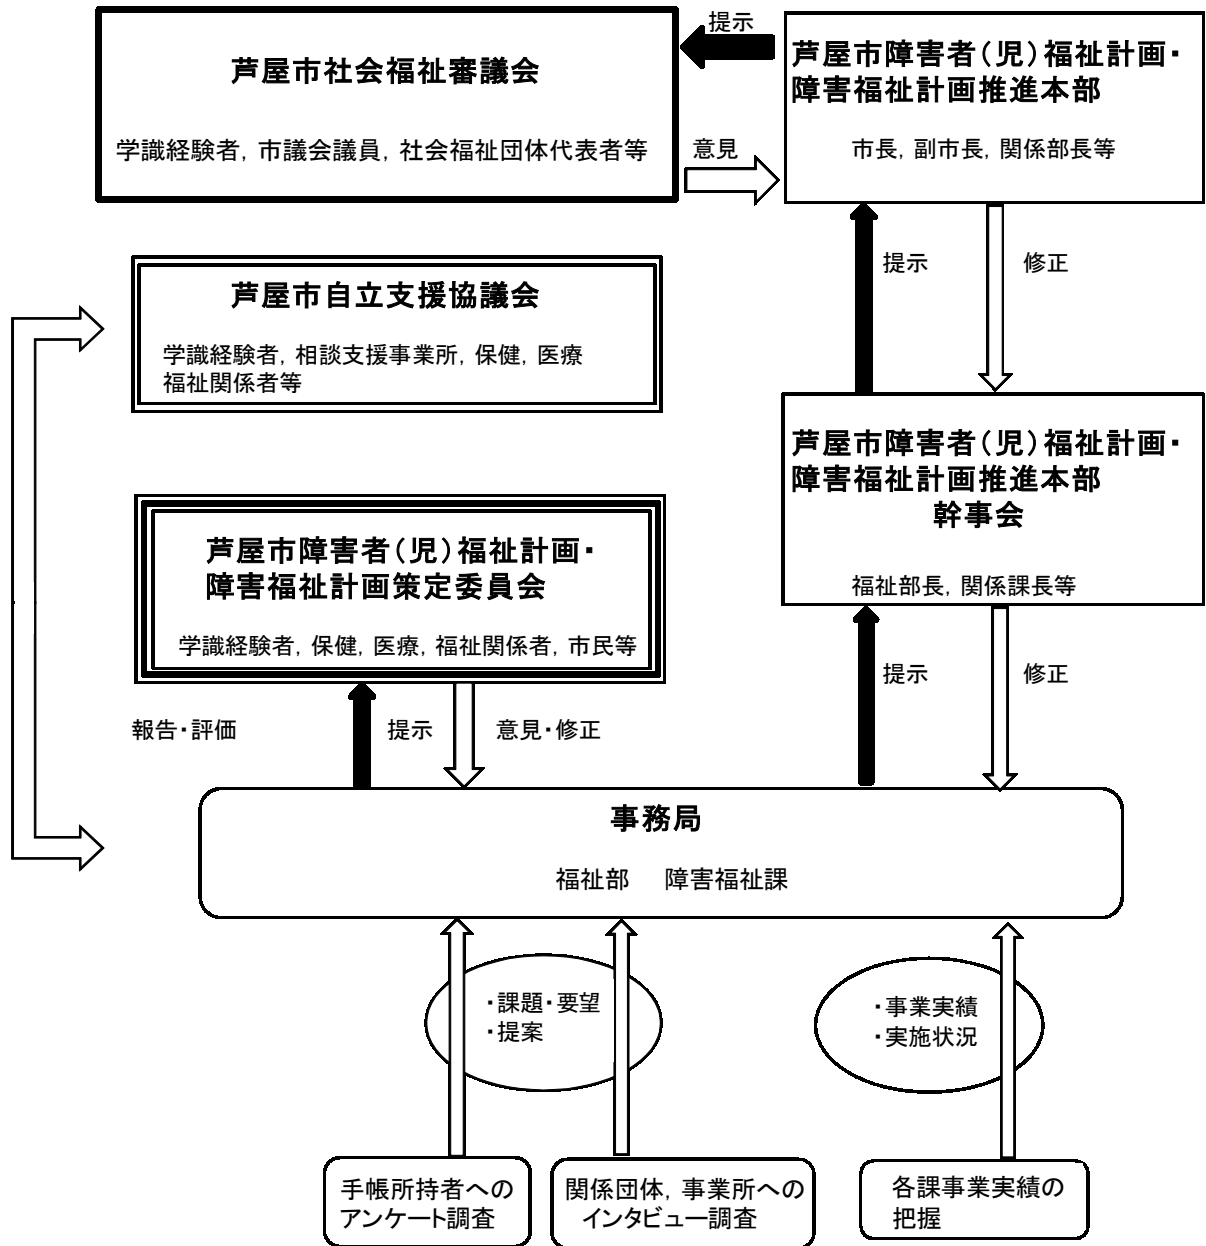 提示
芦屋市社会福祉審議会
学識経験者，市議会議員，社会福祉団体代表者等
意見
芦屋市障害者（児）福祉計画・
障害福祉計画推進本部
市長，副市長，関係部長等
提示
修正
芦屋市自立支援協議会
学識経験者，相談支援事業所，保健，医療
福祉関係者等
芦屋市障害者（児）福祉計画・
障害福祉計画推進本部
幹事会
福祉部長，関係課長等
芦屋市障害者（児）福祉計画・
障害福祉計画策定委員会
学識経験者，保健，医療，福祉関係者，市民等
提示
修正
報告・評価
提示
意見・修正
事務局
福祉部　障害福祉課
・課題・要望
・提案
・事業実績
・実施状況
手帳所持者への
アンケート調査
関係団体，事業所への
インタビュー調査
各課事業実績の
把握